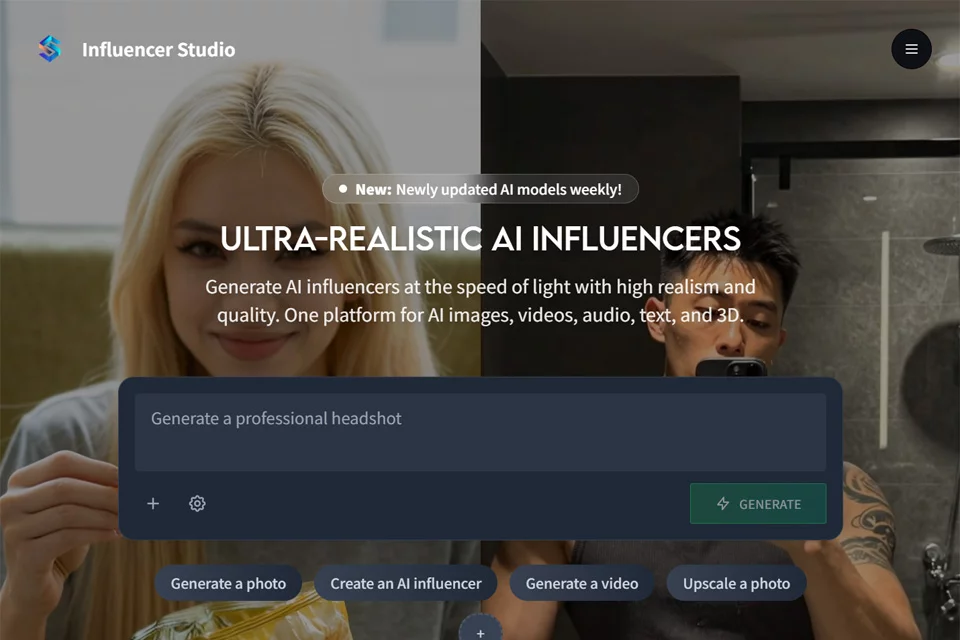 Influencer Studio
New: Newly updated AI models weekly!
ULTRA-REALISTIC AI INFLUENCERS
Generate AI influencers at the speed of light with high realism and
quality. One platform for AI images, videos, audio, text, and 3D.
Generate a professional headshot
GENERATE
Generate a photo
Create an AI influencer
Generate a video
Upscale a photo